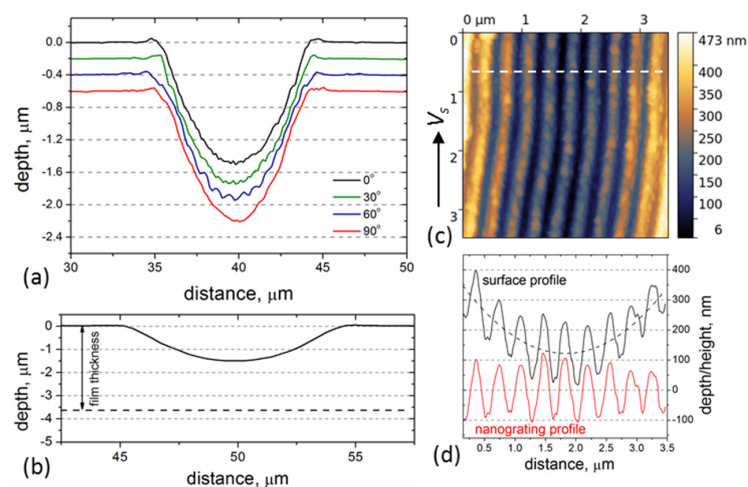 (a)
depth, μm
0.0
-0.4
-0.8
-1.2
-1.6
-2.0
-2.4
0°
30°
60°
90°
30 35 40 45 50
distance, μm
(b)
depth, μm
0
-1
-2
-3
-4
-5
film thickness
45 50 55
distance, μm
(c)
Vs
0 μm 1 2 3
0
1
2
3
473 nm
400
350
300
250
200
150
100
6
(d)
surface profile
nanograting profile
400
300
200
100
0
-100
depth/height, nm
0.5 1.0 1.5 2.0 2.5 3.0 3.5
distance, μm